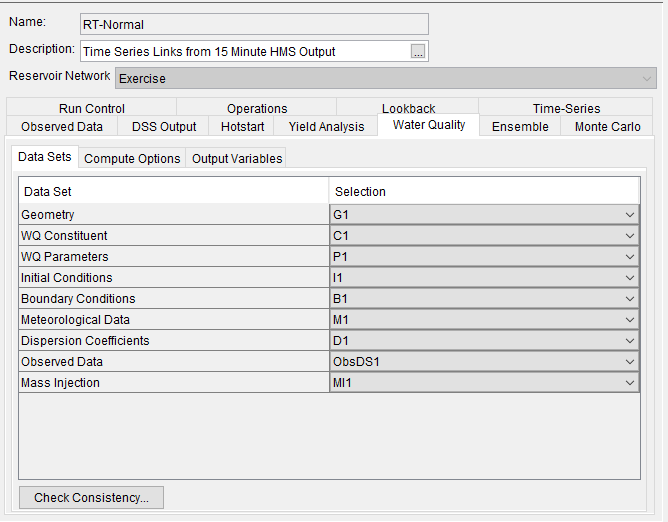 Name: RT-Normal
Description: Time Series Links from 15 Minute HMS Output ...
Reservoir Network Exercise
Run Control Operations Lookback Time-Series
Observed Data DSS Output Hotstart Yield Analysis Water Quality Ensemble Monte Carlo
Data Sets Compute Options Output Variables
Data Set Selection
Geometry G1
WQ Constituent C1
WQ Parameters P1
Initial Conditions I1
Boundary Conditions B1
Meteorological Data M1
Dispersion Coefficients D1
Observed Data ObsDS1
Mass Injection MI1
Check Consistency...